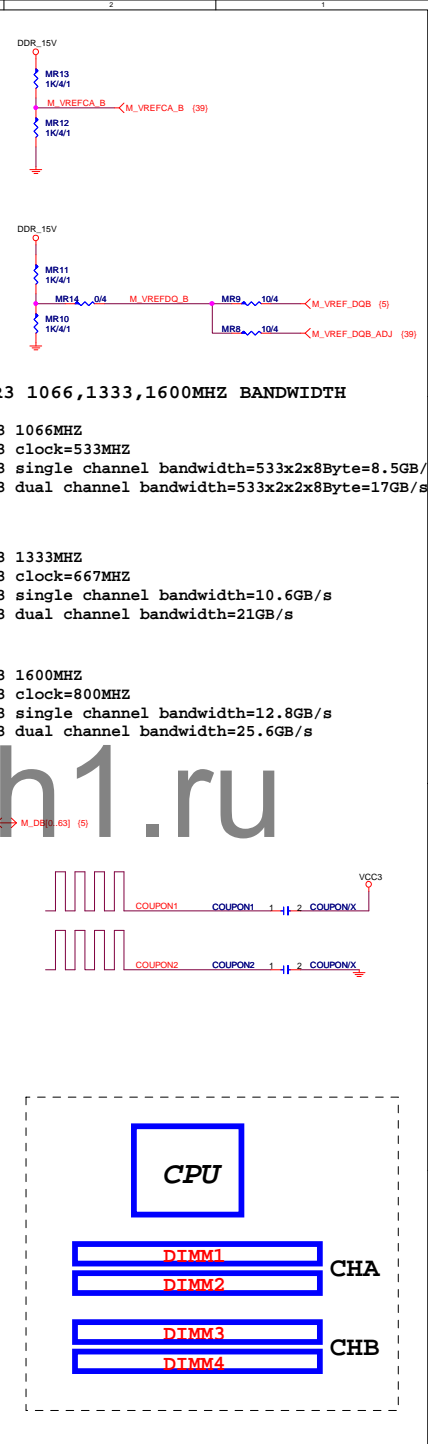 2 1
DDR_15V
MR13
1K/4/1
M_VREFCA_B M_VREFCA_B {39}
MR12
1K/4/1
DDR_15V
MR11
1K/4/1
MR14 0/4 M_VREFDQ_B MR9 10/4 M_VREF_DQB {5}
MR10
1K/4/1
MR8 10/4 M_VREF_DQB_ADJ {39}
R3 1066,1333,1600MHZ BANDWIDTH
3 1066MHZ
3 clock=533MHZ
3 single channel bandwidth=533x2x8Byte=8.5GB/
3 dual channel bandwidth=533x2x2x8Byte=17GB/s
3 1333MHZ
3 clock=667MHZ
3 single channel bandwidth=10.6GB/s
3 dual channel bandwidth=21GB/s
3 1600MHZ
3 clock=800MHZ
3 single channel bandwidth=12.8GB/s
3 dual channel bandwidth=25.6GB/s
h1.ru
M_DB[0..63] {5}
VCC3
COUPON1 COUPON1 1 2 COUPON/X
COUPON2 COUPON2 1 2 COUPON/X
CPU
DIMM1
DIMM2
CHA
DIMM3
DIMM4
CHB